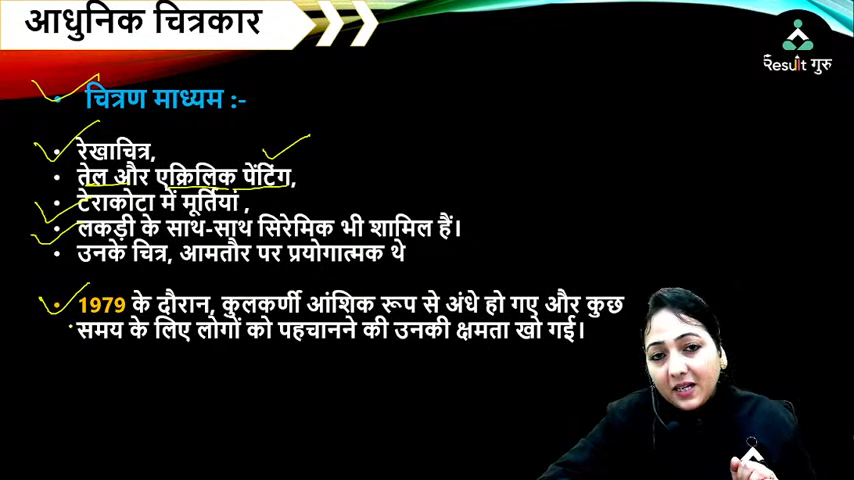 आधुनिक चित्रकार
Result गुरु
चित्रण माध्यम :-
रेखाचित्र,
तेल और एक्रिलिक पेंटिंग,
टेराकोटा में मूर्तियां ,
लकड़ी के साथ-साथ सिरेमिक भी शामिल हैं।
उनके चित्र, आमतौर पर प्रयोगात्मक थे
1979 के दौरान, कुलकर्णी आंशिक रूप से अंधे हो गए और कुछ
समय के लिए लोगों को पहचानने की उनकी क्षमता खो गई।